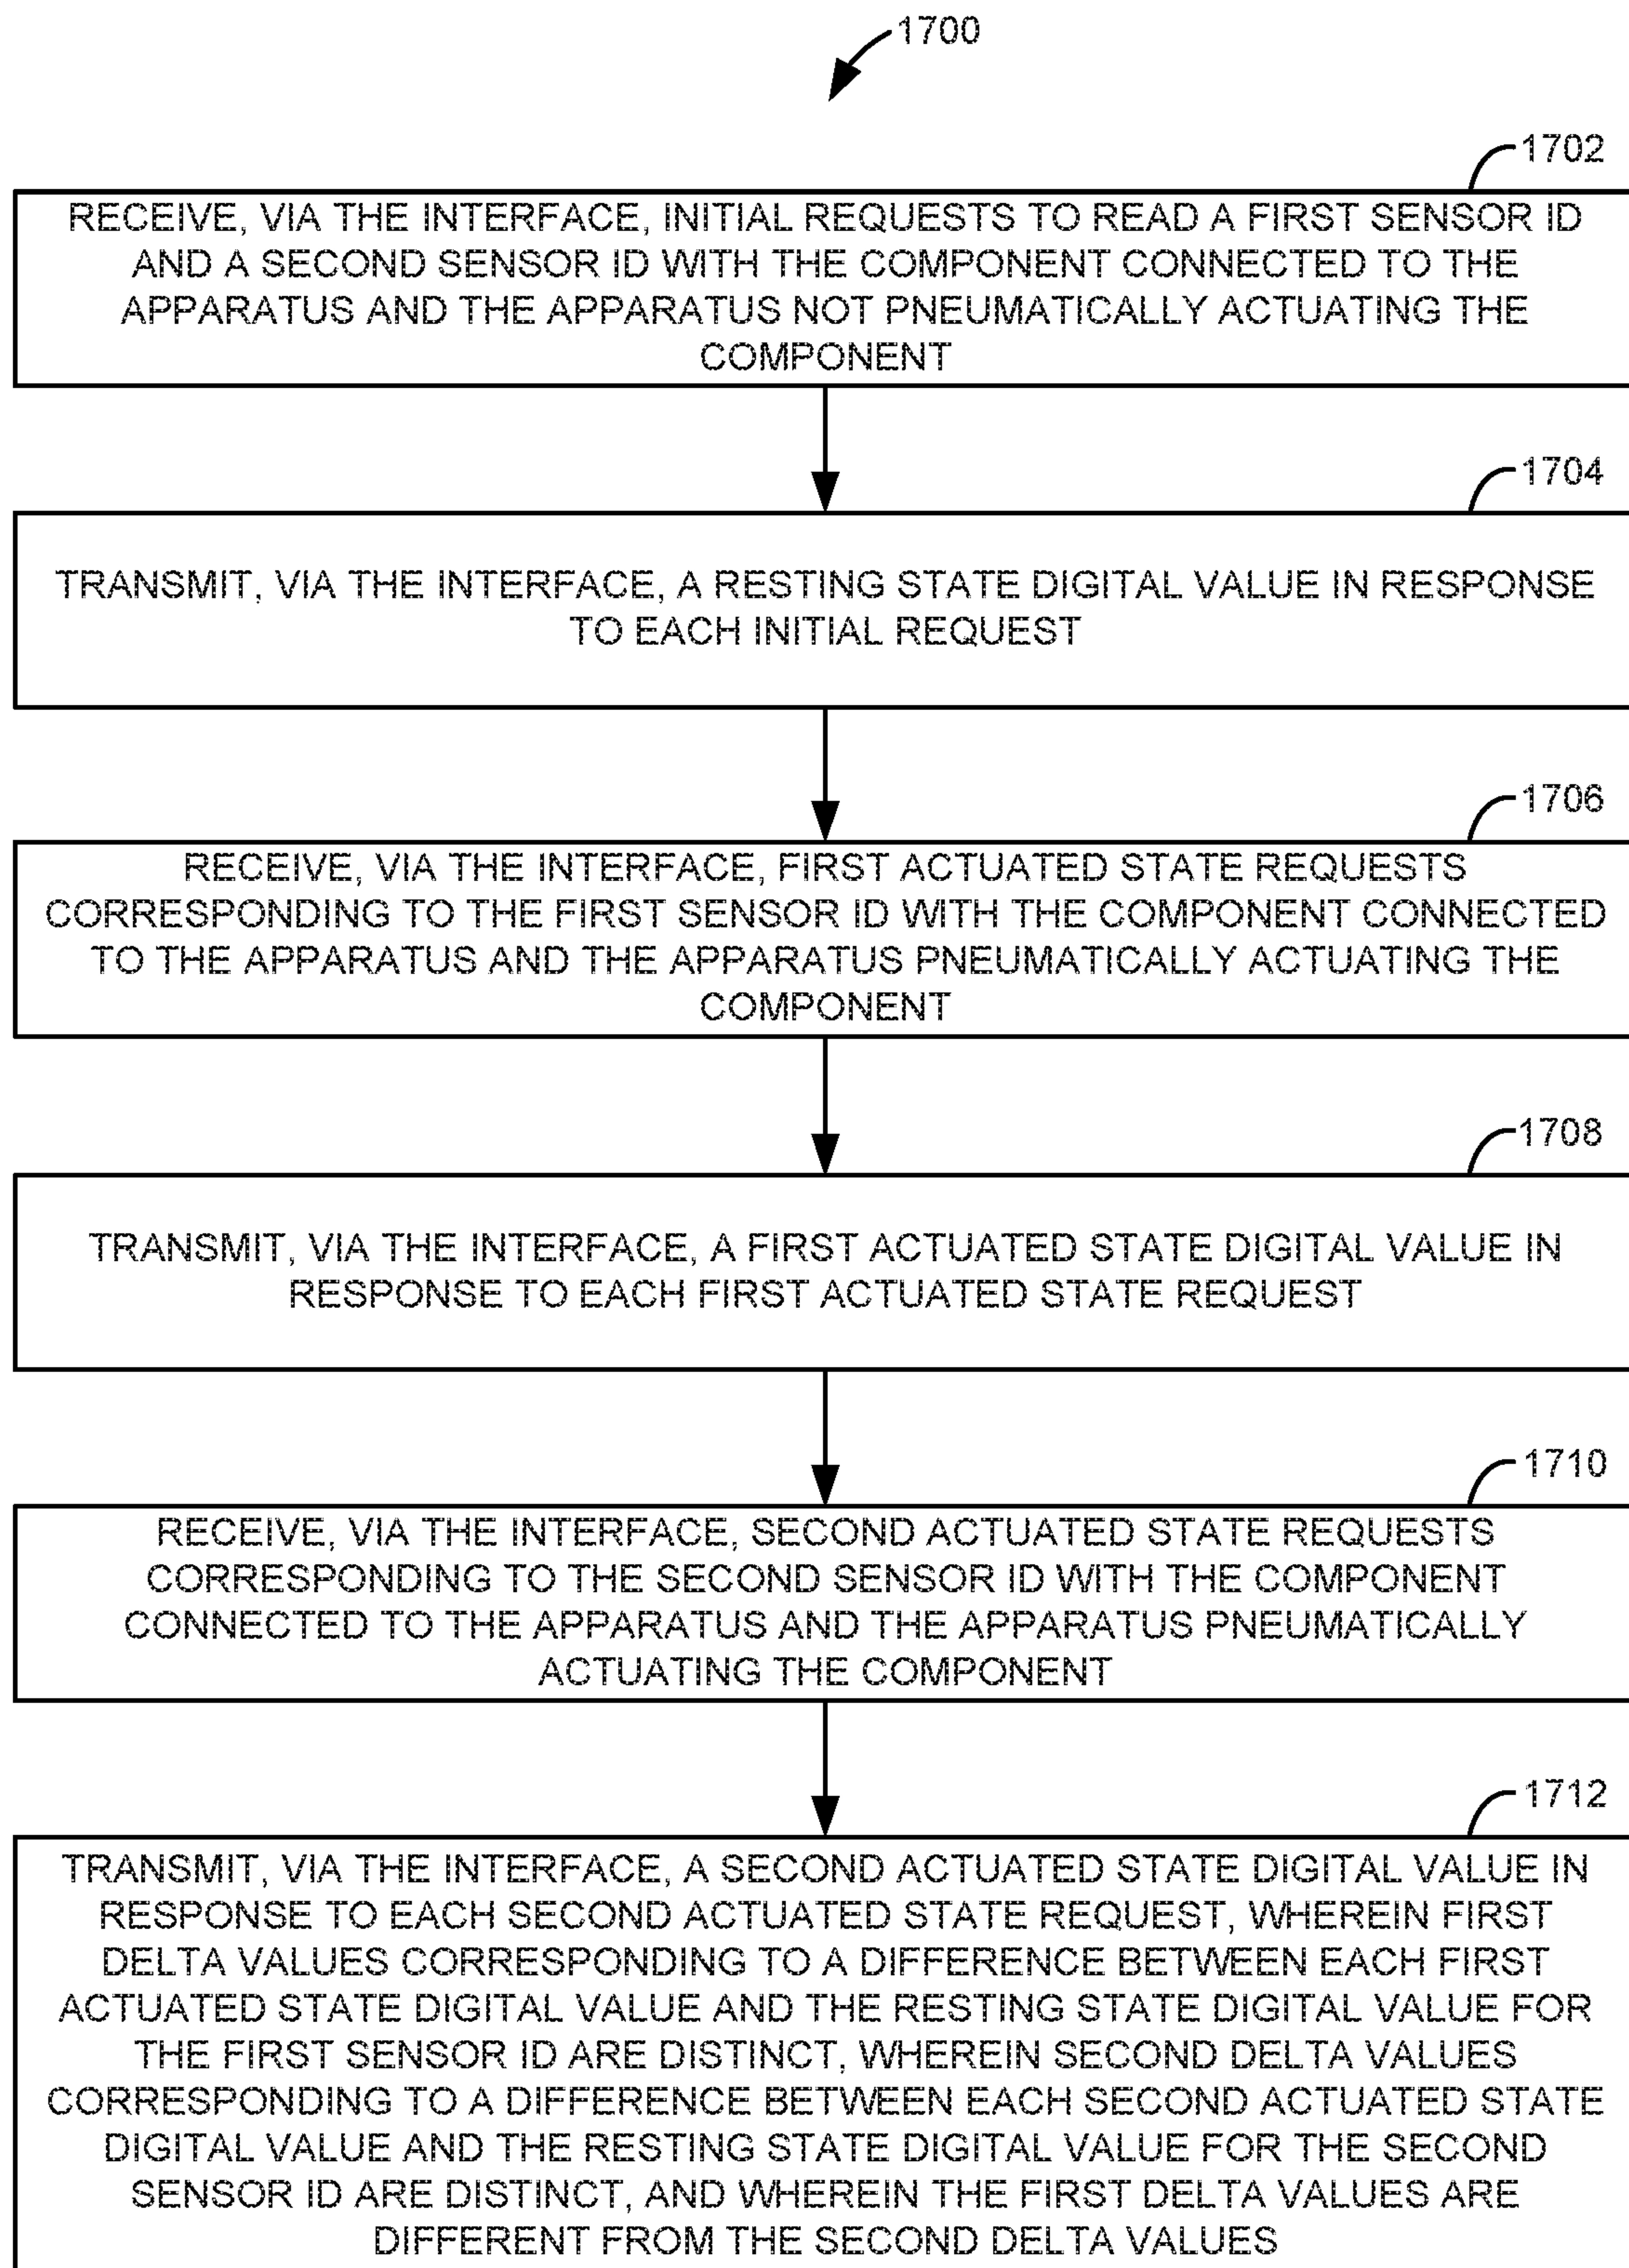 1700
1702
RECEIVE, VIA THE INTERFACE, INITIAL REQUESTS TO READ A FIRST SENSOR ID
AND A SECOND SENSOR ID WITH THE COMPONENT CONNECTED TO THE
APPARATUS AND THE APPARATUS NOT PNEUMATICALLY ACTUATING THE
COMPONENT
1704
TRANSMIT, VIA THE INTERFACE, A RESTING STATE DIGITAL VALUE IN RESPONSE
TO EACH INITIAL REQUEST
1706
RECEIVE, VIA THE INTERFACE, FIRST ACTUATED STATE REQUESTS
CORRESPONDING TO THE FIRST SENSOR ID WITH THE COMPONENT CONNECTED
TO THE APPARATUS AND THE APPARATUS PNEUMATICALLY ACTUATING THE
COMPONENT
1708
TRANSMIT, VIA THE INTERFACE, A FIRST ACTUATED STATE DIGITAL VALUE IN
RESPONSE TO EACH FIRST ACTUATED STATE REQUEST
1710
RECEIVE, VIA THE INTERFACE, SECOND ACTUATED STATE REQUESTS
CORRESPONDING TO THE SECOND SENSOR ID WITH THE COMPONENT
CONNECTED TO THE APPARATUS AND THE APPARATUS PNEUMATICALLY
ACTUATING THE COMPONENT
1712
TRANSMIT, VIA THE INTERFACE, A SECOND ACTUATED STATE DIGITAL VALUE IN
RESPONSE TO EACH SECOND ACTUATED STATE REQUEST, WHEREIN FIRST
DELTA VALUES CORRESPONDING TO A DIFFERENCE BETWEEN EACH FIRST
ACTUATED STATE DIGITAL VALUE AND THE RESTING STATE DIGITAL VALUE FOR
THE FIRST SENSOR ID ARE DISTINCT, WHEREIN SECOND DELTA VALUES
CORRESPONDING TO A DIFFERENCE BETWEEN EACH SECOND ACTUATED STATE
DIGITAL VALUE AND THE RESTING STATE DIGITAL VALUE FOR THE SECOND
SENSOR ID ARE DISTINCT, AND WHEREIN THE FIRST DELTA VALUES ARE
DIFFERENT FROM THE SECOND DELTA VALUES